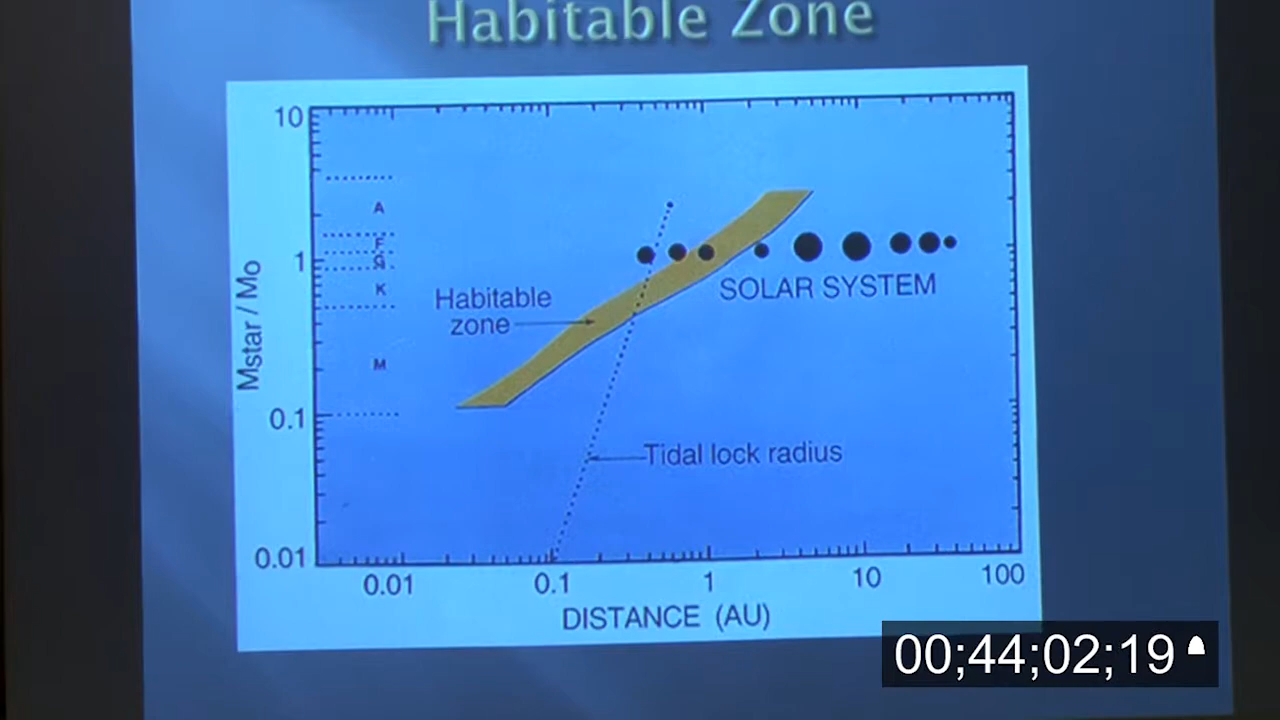 Habitable Zone
10
A
F
1
G
K
Habitable
zone
SOLAR SYSTEM
Mstar / Mo
M
0.1
Tidal lock radius
0.01
0.01 0.1 1 10 100
DISTANCE (AU)
00;44;02;19